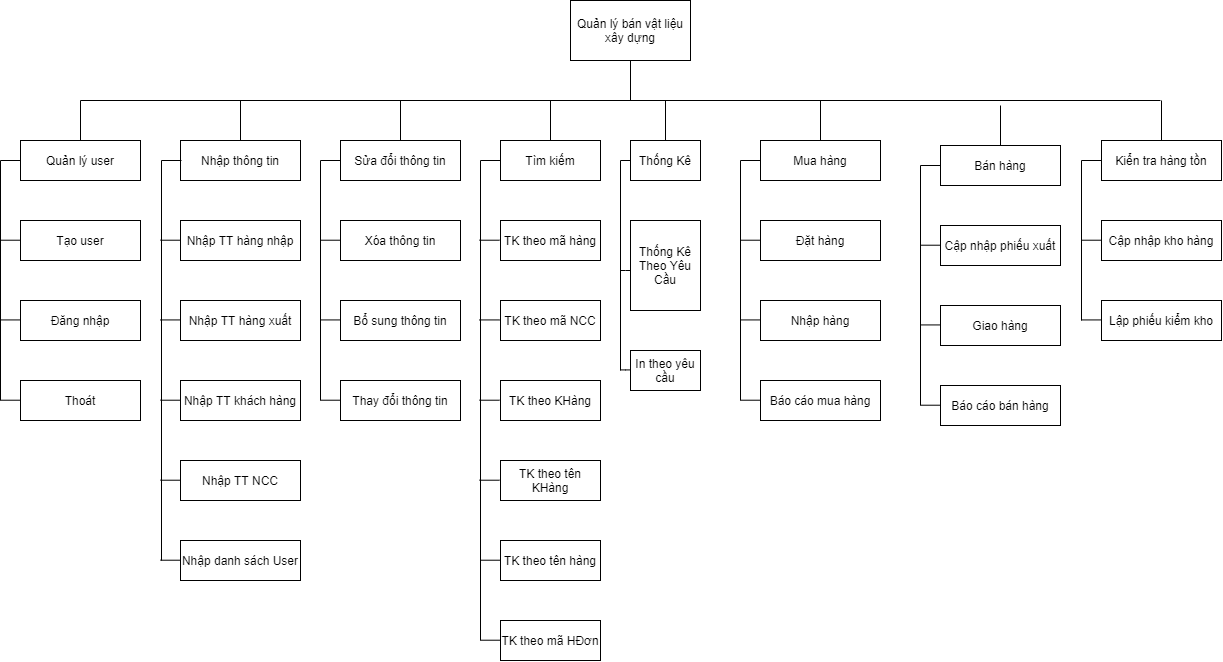 Quản lý bán vật liệu
xây dựng
Quản lý user
Tạo user
Đăng nhập
Thoát
Nhập thông tin
Nhập TT hàng nhập
Nhập TT hàng xuất
Nhập TT khách hàng
Nhập TT NCC
Nhập danh sách User
Sửa đổi thông tin
Xóa thông tin
Bổ sung thông tin
Thay đổi thông tin
Tìm kiếm
TK theo mã hàng
TK theo mã NCC
TK theo KHàng
TK theo tên
KHàng
TK theo tên hàng
TK theo mã HĐơn
Thống Kê
Thống Kê
Theo Yêu
Cầu
In theo yêu
cầu
Mua hàng
Đặt hàng
Nhập hàng
Báo cáo mua hàng
Bán hàng
Cập nhập phiếu xuất
Giao hàng
Báo cáo bán hàng
Kiển tra hàng tồn
Cập nhập kho hàng
Lập phiếu kiểm kho